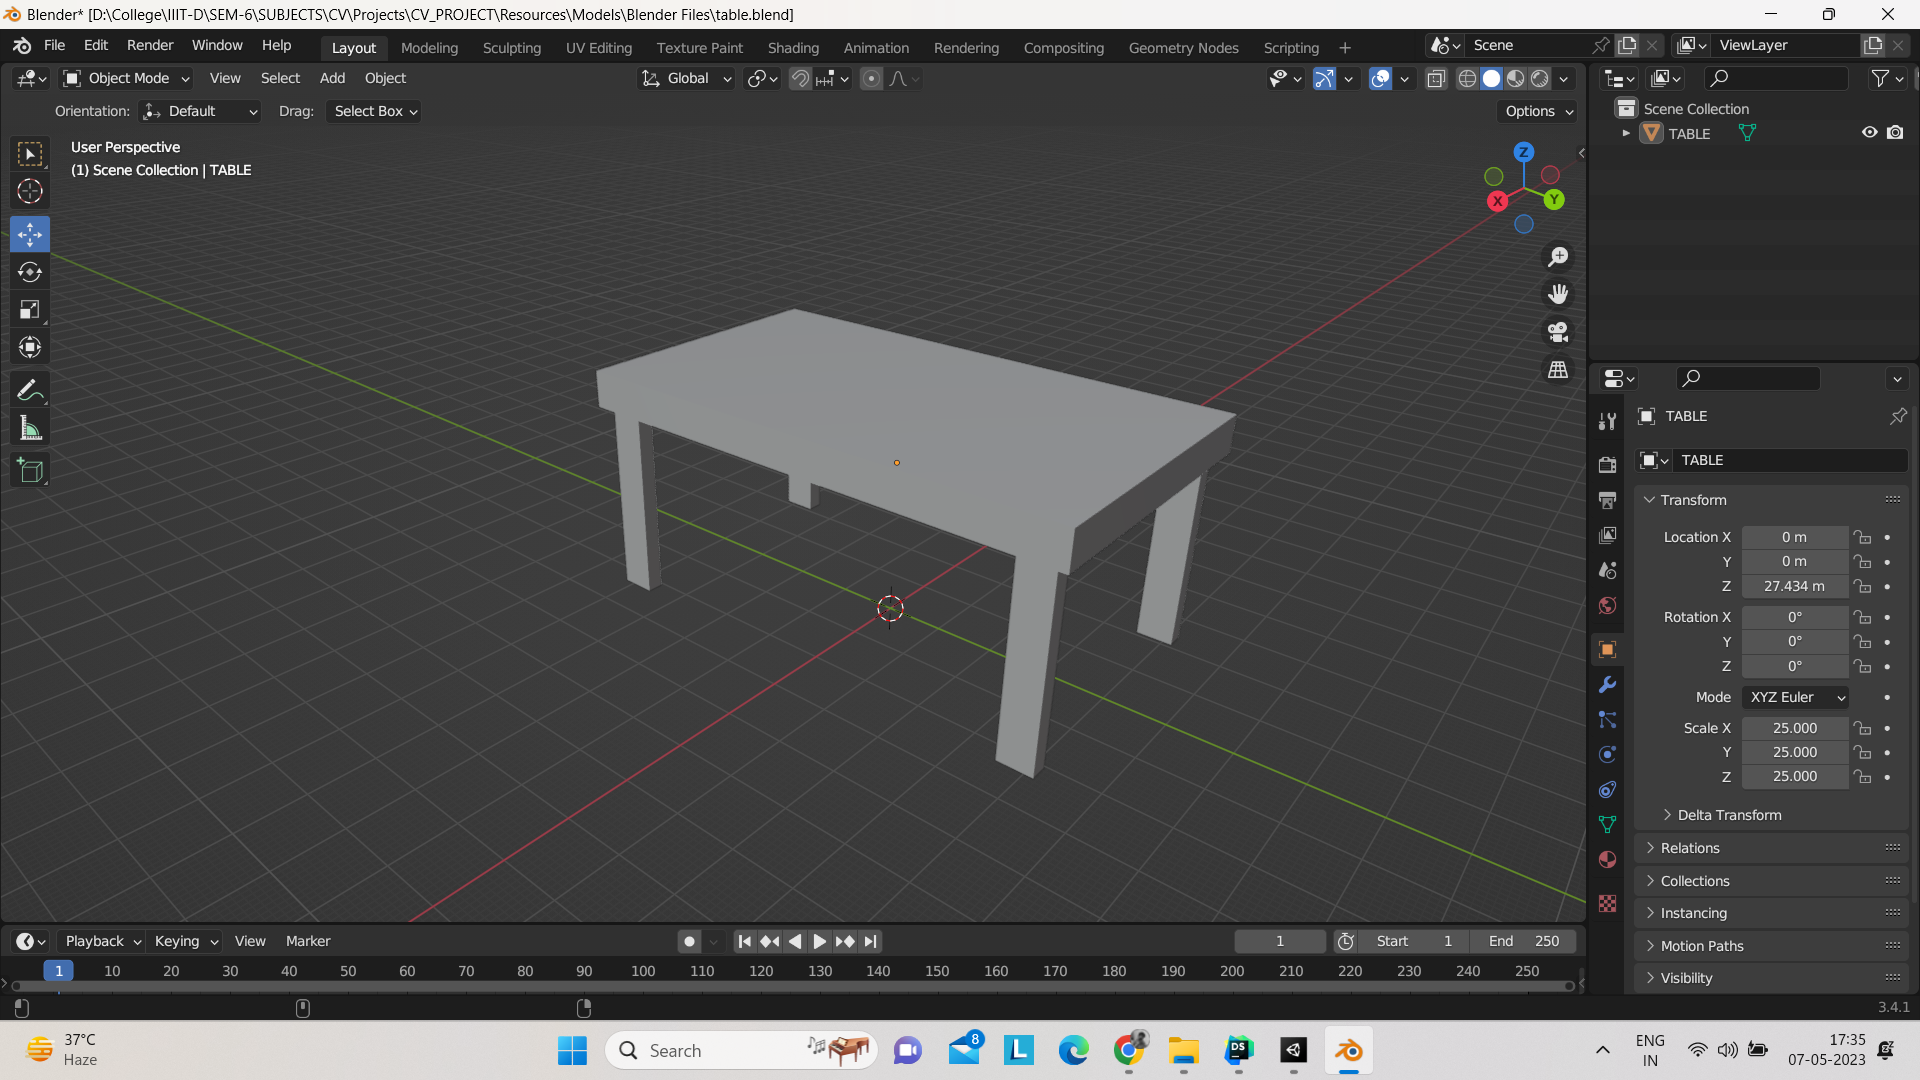 Blender* [D:\College\IIIT-D\SEM-6\SUBJECTS\CV\Projects\CV_PROJECT\Resources\Models\Blender Files\table.blend]
File Edit Render Window Help Layout Modeling Sculpting UV Editing Texture Paint Shading Animation Rendering Compositing Geometry Nodes Scripting + Scene ViewLayer
Object Mode View Select Add Object Global
Orientation: Default Drag: Select Box Options
Scene Collection
TABLE
User Perspective
(1) Scene Collection | TABLE
Z
X
Y
TABLE
TABLE
Transform
Location X 0 m
Y 0 m
Z 27.434 m
Rotation X 0°
Y 0°
Z 0°
Mode XYZ Euler
Scale X 25.000
Y 25.000
Z 25.000
Delta Transform
Relations
Collections
Instancing
Motion Paths
Visibility
Playback Keying View Marker 1 Start 1 End 250
1 10 20 30 40 50 60 70 80 90 100 110 120 130 140 150 160 170 180 190 200 210 220 230 240 250
3.4.1
37°C
Haze
Search
8
L
DS
ENG
IN
17:35
07-05-2023